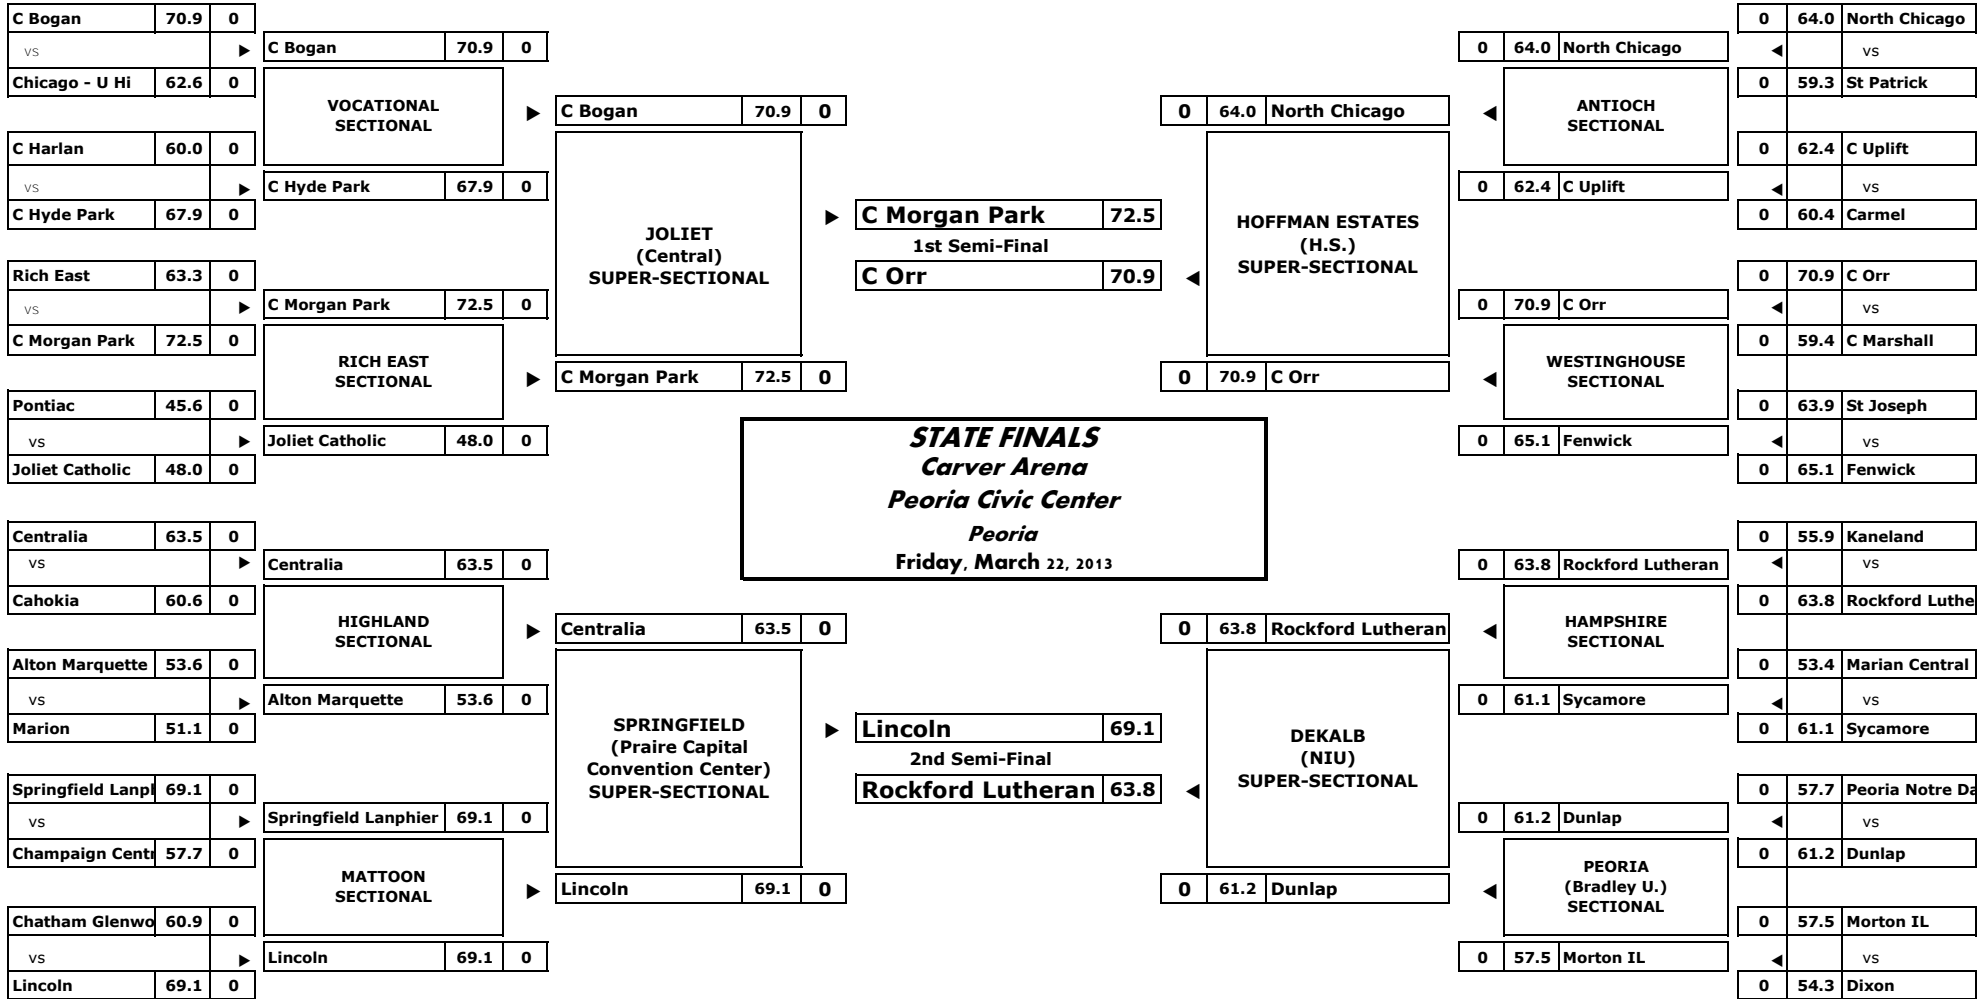 C Bogan 70.9 0
vs
Chicago - U Hi 62.6 0
C Harlan 60.0 0
vs
C Hyde Park 67.9 0
Rich East 63.3 0
vs
C Morgan Park 72.5 0
Pontiac 45.6 0
vs
Joliet Catholic 48.0 0
Centralia 63.5 0
vs
Cahokia 60.6 0
Alton Marquette 53.6 0
vs
Marion 51.1 0
Springfield Lanph 69.1 0
vs
Champaign Centr 57.7 0
Chatham Glenwo 60.9 0
vs
Lincoln 69.1 0
C Bogan 70.9 0
VOCATIONAL
SECTIONAL
C Hyde Park 67.9 0
C Morgan Park 72.5 0
RICH EAST
SECTIONAL
Joliet Catholic 48.0 0
Centralia 63.5 0
HIGHLAND
SECTIONAL
Alton Marquette 53.6 0
Springfield Lanphier 69.1 0
MATTOON
SECTIONAL
Lincoln 69.1 0
C Bogan 70.9 0
JOLIET
(Central)
SUPER-SECTIONAL
C Morgan Park 72.5 0
Centralia 63.5 0
SPRINGFIELD
(Praire Capital
Convention Center)
SUPER-SECTIONAL
Lincoln 69.1 0
C Morgan Park 72.5
1st Semi-Final
C Orr 70.9
STATE FINALS
Carver Arena
Peoria Civic Center
Peoria
Friday, March 22, 2013
Lincoln 69.1
2nd Semi-Final
Rockford Lutheran 63.8
0 64.0 North Chicago
HOFFMAN ESTATES
(H.S.)
SUPER-SECTIONAL
0 70.9 C Orr
0 63.8 Rockford Lutheran
DEKALB
(NIU)
SUPER-SECTIONAL
0 61.2 Dunlap
0 64.0 North Chicago
ANTIOCH
SECTIONAL
0 62.4 C Uplift
0 70.9 C Orr
WESTINGHOUSE
SECTIONAL
0 65.1 Fenwick
0 63.8 Rockford Lutheran
HAMPSHIRE
SECTIONAL
0 61.1 Sycamore
0 61.2 Dunlap
PEORIA
(Bradley U.)
SECTIONAL
0 57.5 Morton IL
0 64.0 North Chicago
vs
0 59.3 St Patrick
0 62.4 C Uplift
vs
0 60.4 Carmel
0 70.9 C Orr
vs
0 59.4 C Marshall
0 63.9 St Joseph
vs
0 65.1 Fenwick
0 55.9 Kaneland
vs
0 63.8 Rockford Luthe
0 53.4 Marian Central
vs
0 61.1 Sycamore
0 57.7 Peoria Notre Da
vs
0 61.2 Dunlap
0 57.5 Morton IL
vs
0 54.3 Dixon